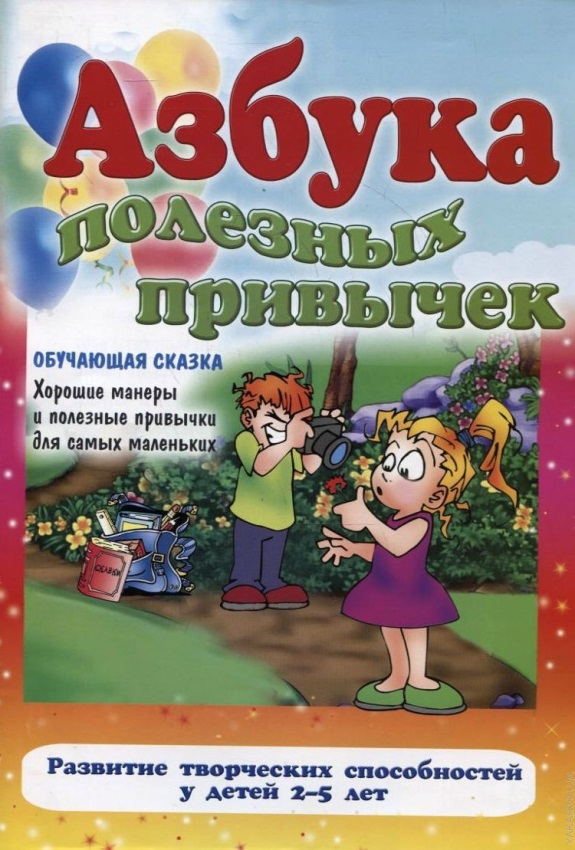 Азбука
полезных
привычек
ОБУЧАЮЩАЯ СКАЗКА
Хорошие манеры
и полезные привычки
для самых маленьких
СКАЗКИ
Развитие творческих способностей
у детей 2–5 лет